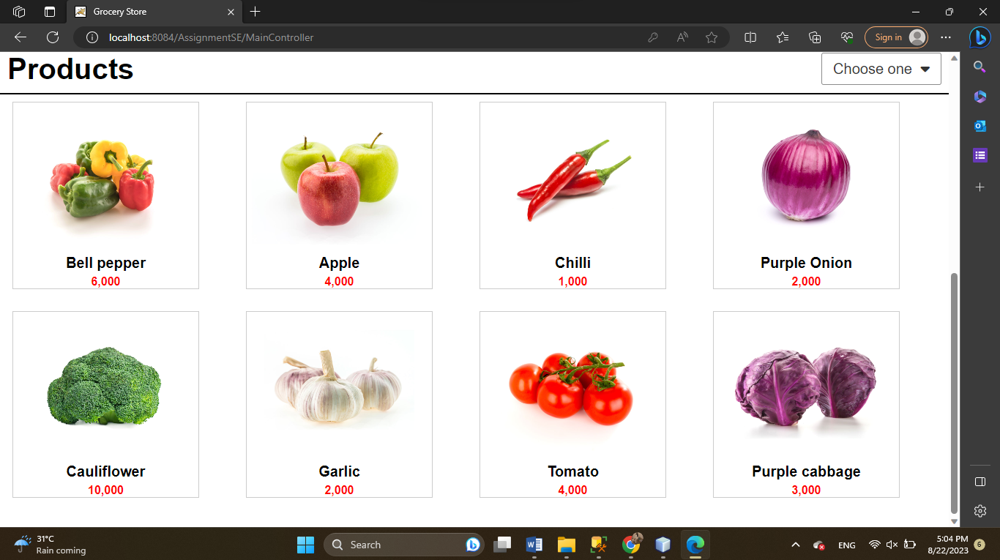 Grocery Store
localhost:8084/AssignmentSE/MainController
Sign in
Products
Choose one
Bell pepper
6,000
Apple
4,000
Chilli
1,000
Purple Onion
2,000
Cauliflower
10,000
Garlic
2,000
Tomato
4,000
Purple cabbage
3,000
31°C
Rain coming
Search
ENG
5:04 PM
8/22/2023
6